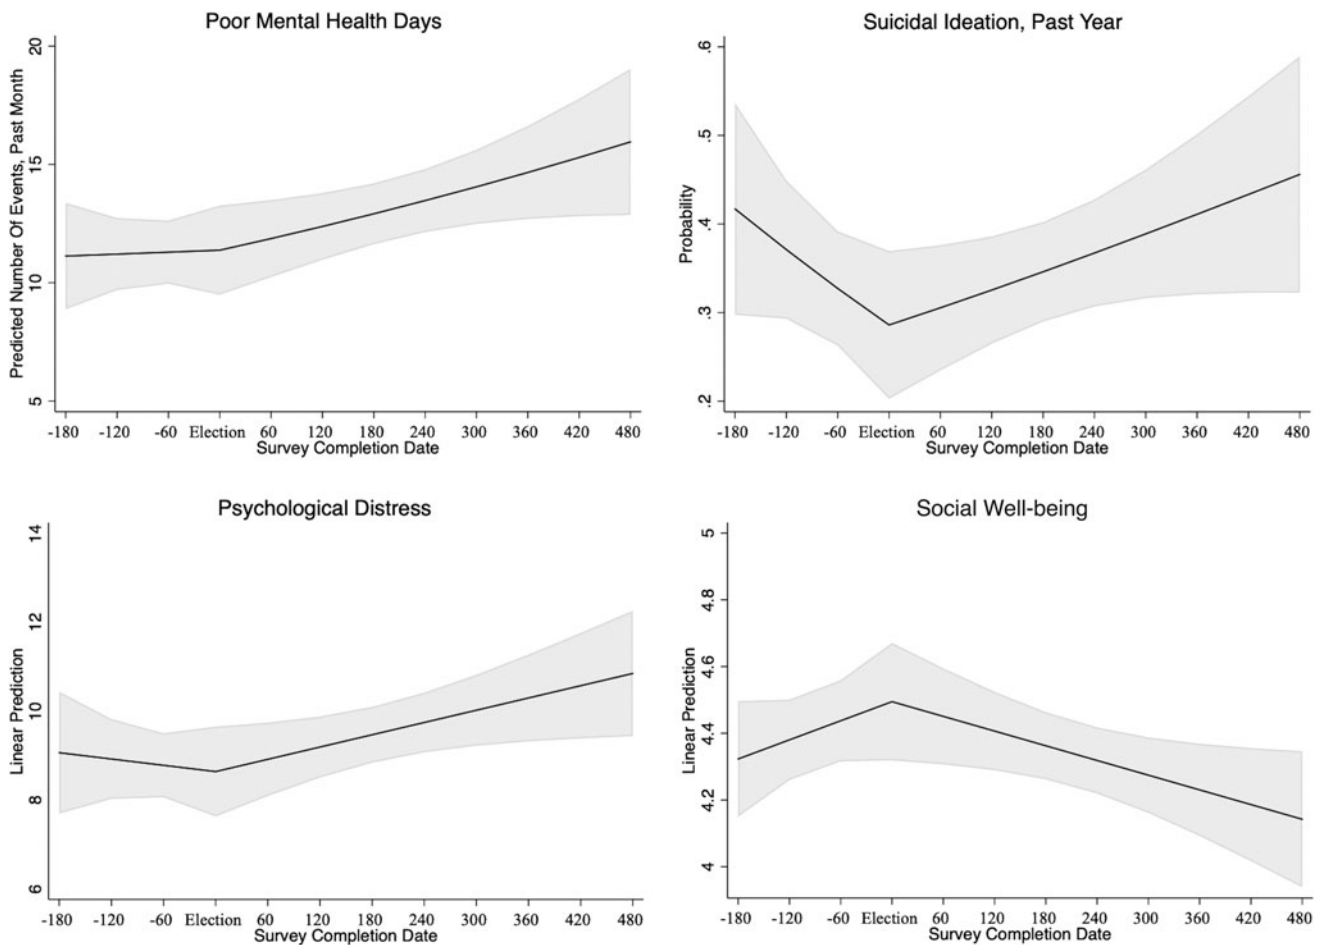 Poor Mental Health Days
Predicted Number Of Events, Past Month
20
15
10
5
-180 -120 -60 Election 60 120 180 240 300 360 420 480
Survey Completion Date
Suicidal Ideation, Past Year
Probability
.6
.5
.4
.3
.2
-180 -120 -60 Election 60 120 180 240 300 360 420 480
Survey Completion Date
Psychological Distress
Linear Prediction
14
12
10
8
6
-180 -120 -60 Election 60 120 180 240 300 360 420 480
Survey Completion Date
Social Well-being
Linear Prediction
5
4.8
4.6
4.4
4.2
4
-180 -120 -60 Election 60 120 180 240 300 360 420 480
Survey Completion Date